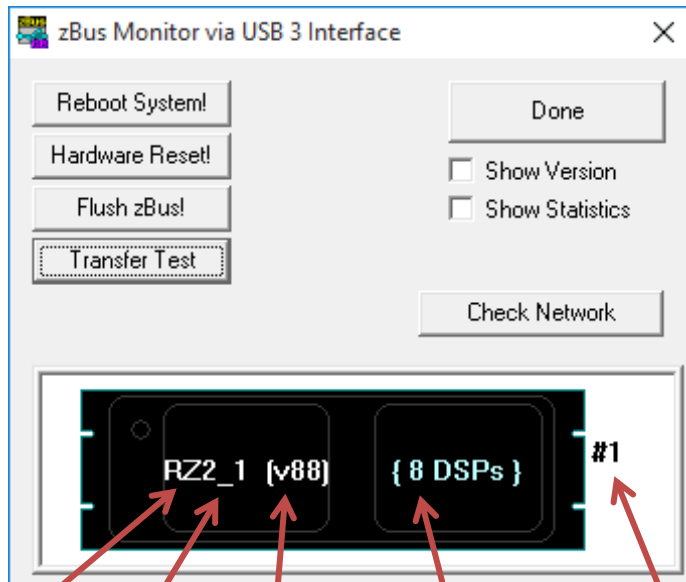 zBus Monitor via USB 3 Interface
Reboot System!
Done
Hardware Reset!
Show Version
Flush zBus!
Show Statistics
Transfer Test
Check Network
RZ2_1 (v88)
{ 8 DSPs }
#1